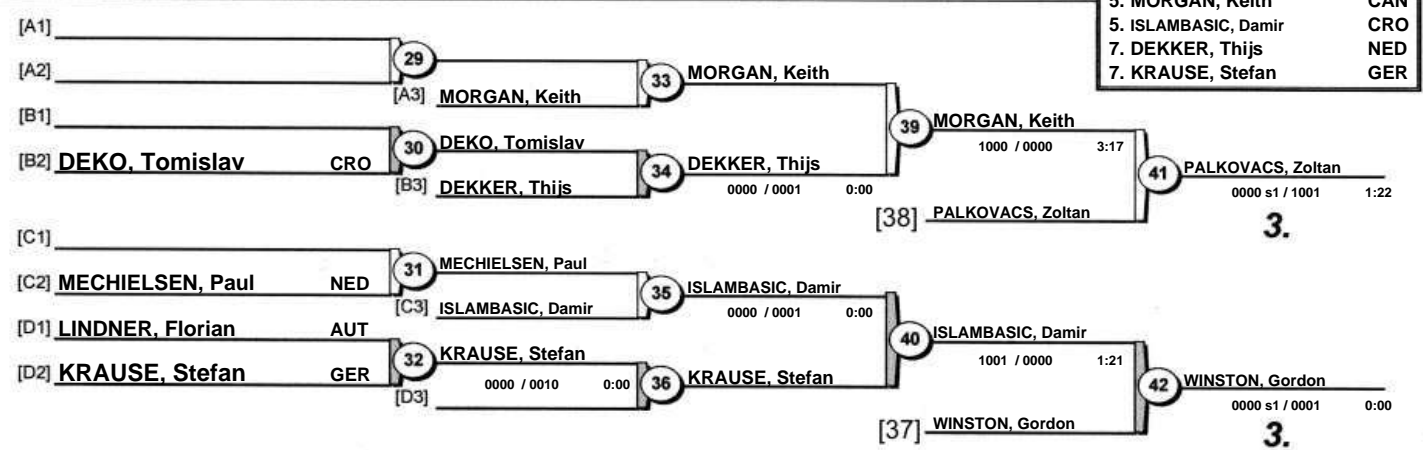 5. MORGAN, Keith CAN
5. ISLAMBASIC, Damir CRO
7. DEKKER, Thijs NED
7. KRAUSE, Stefan GER
[A1]
[A2]
29
[A3] MORGAN, Keith
33
MORGAN, Keith
[B1]
[B2] DEKO, Tomislav CRO
30
DEKO, Tomislav
[B3] DEKKER, Thijs
34
DEKKER, Thijs
0000 / 0001 0:00
39
MORGAN, Keith
1000 / 0000 3:17
[38] PALKOVACS, Zoltan
41
PALKOVACS, Zoltan
0000 s1 / 1001 1:22
3.
[C1]
[C2] MECHIELSEN, Paul NED
31
MECHIELSEN, Paul
[C3] ISLAMBASIC, Damir
35
ISLAMBASIC, Damir
0000 / 0001 0:00
[D1] LINDNER, Florian AUT
[D2] KRAUSE, Stefan GER
32
KRAUSE, Stefan
0000 / 0010 0:00
[D3]
36
KRAUSE, Stefan
40
ISLAMBASIC, Damir
1001 / 0000 1:21
[37] WINSTON, Gordon
42
WINSTON, Gordon
0000 s1 / 0001 0:00
3.